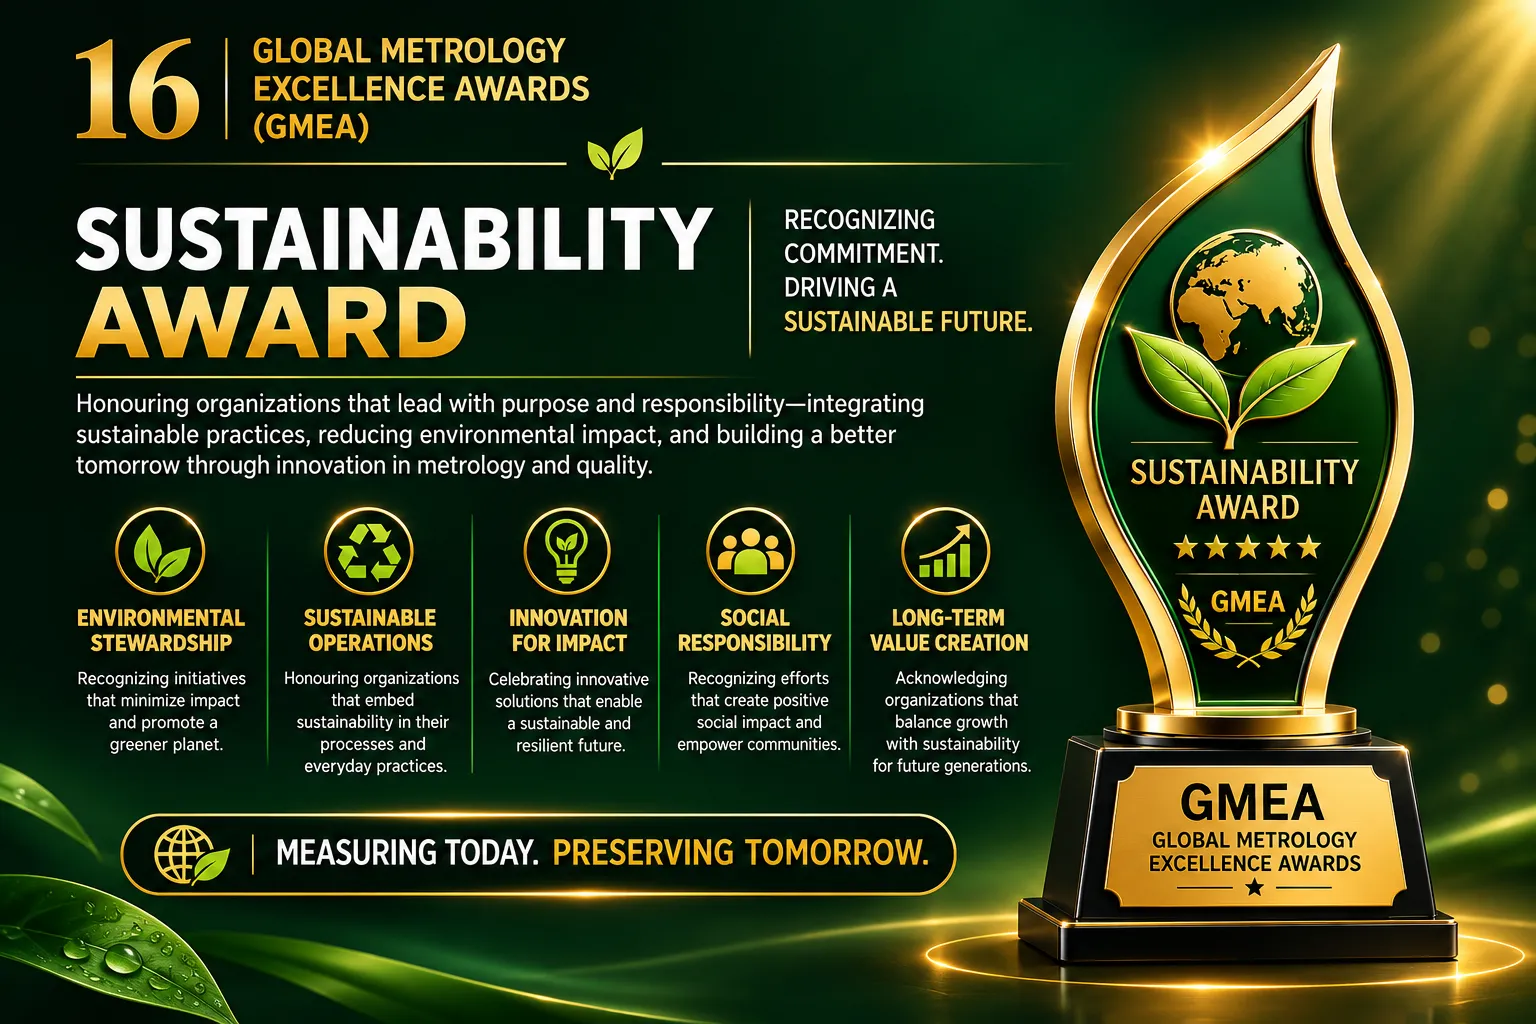 16
GLOBAL METROLOGY
EXCELLENCE AWARDS
(GMEA)
SUSTAINABILITY
AWARD
RECOGNIZING
COMMITMENT.
DRIVING A
SUSTAINABLE FUTURE.
Honouring organizations that lead with purpose and responsibility—integrating
sustainable practices, reducing environmental impact, and building a better
tomorrow through innovation in metrology and quality.
ENVIRONMENTAL
STEWARDSHIP
Recognizing initiatives
that minimize impact
and promote a
greener planet.
SUSTAINABLE
OPERATIONS
Honouring organizations
that embed
sustainability in their
processes and
everyday practices.
INNOVATION
FOR IMPACT
Celebrating innovative
solutions that enable
a sustainable and
resilient future.
SOCIAL
RESPONSIBILITY
Recognizing efforts
that create positive
social impact and
empower communities.
LONG-TERM
VALUE CREATION
Acknowledging
organizations that
balance growth
with sustainability
for future generations.
MEASURING TODAY. PRESERVING TOMORROW.
SUSTAINABILITY
AWARD
GMEA
GMEA
GLOBAL METROLOGY
EXCELLENCE AWARDS